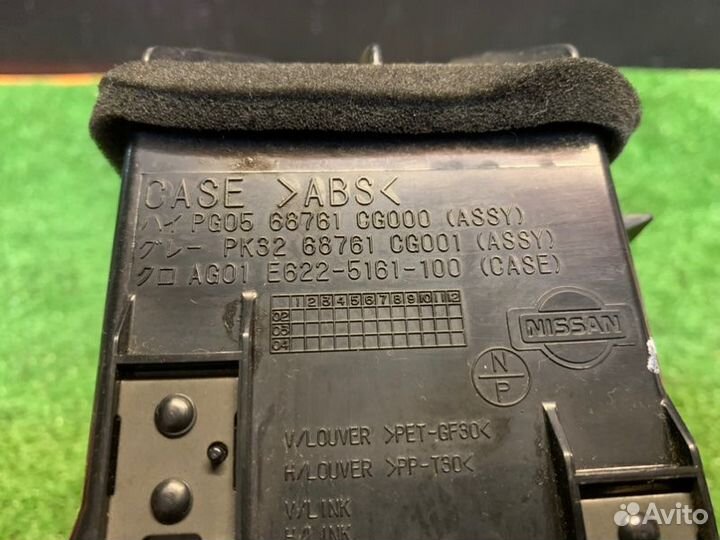 CASE >ABS<
ハイ PG05 68761 CG000 (ASSY)
グレー PK32 68761 CG001 (ASSY)
クロ AG01 E622-5161-100 (CASE)
1 2 3 4 5 6 7 8 9 10 11 12
02
03
04
NISSAN
N
P
V/LOUVER >PET-GF30<
H/LOUVER >PP-T30<
V/LINK
H/LINK
Avito